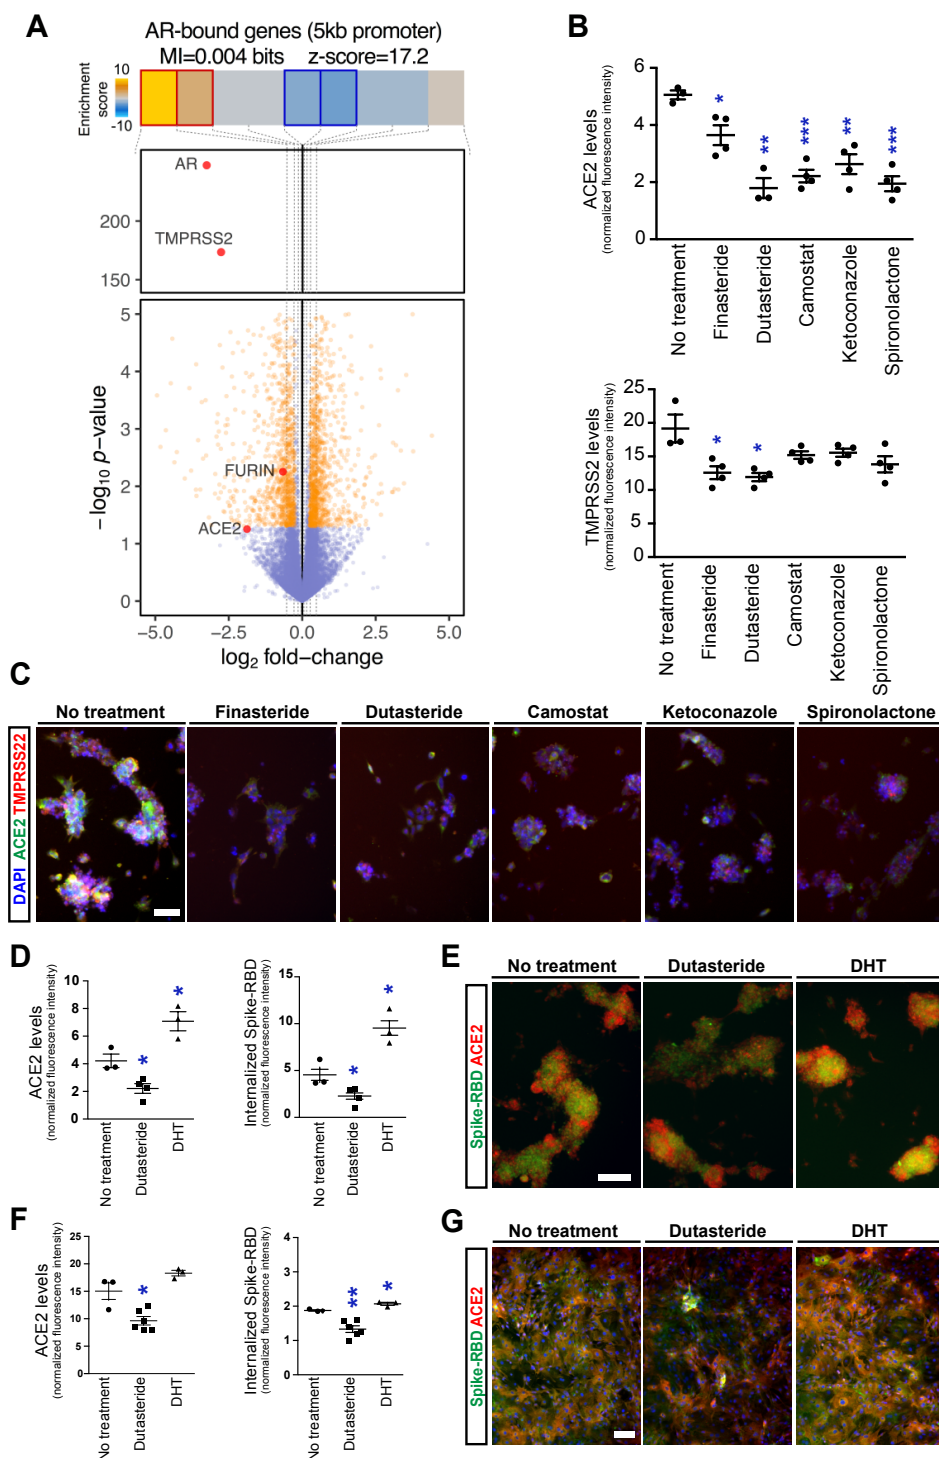 A
AR-bound genes (5kb promoter)
MI=0.004 bits z-score=17.2
Enrichment score
10
-10
AR
TMPRSS2
200
150
5
4
3
2
1
0
FURIN
ACE2
−log10 p−value
−5.0 −2.5 0.0 2.5 5.0
log2 fold−change
B
ACE2 levels
(normalized fluorescence intensity)
6
4
2
0
*
**
***
**
***
No treatment
Finasteride
Dutasteride
Camostat
Ketoconazole
Spironolactone
TMPRSS2 levels
(normalized fluorescence intensity)
25
20
15
10
5
0
*
*
No treatment
Finasteride
Dutasteride
Camostat
Ketoconazole
Spironolactone
C
No treatment Finasteride Dutasteride Camostat Ketoconazole Spironolactone
DAPI ACE2 TMPRSS22
D
ACE2 levels
(normalized fluorescence intensity)
10
8
6
4
2
0
*
*
No treatment
Dutasteride
DHT
Internalized Spike-RBD
(normalized fluorescence intensity)
15
10
5
0
*
*
No treatment
Dutasteride
DHT
E
No treatment Dutasteride DHT
Spike-RBD ACE2
F
ACE2 levels
(normalized fluorescence intensity)
25
20
15
10
5
0
*
No treatment
Dutasteride
DHT
Internalized Spike-RBD
(normalized fluorescence intensity)
4
3
2
1
0
**
*
No treatment
Dutasteride
DHT
G
No treatment Dutasteride DHT
Spike-RBD ACE2